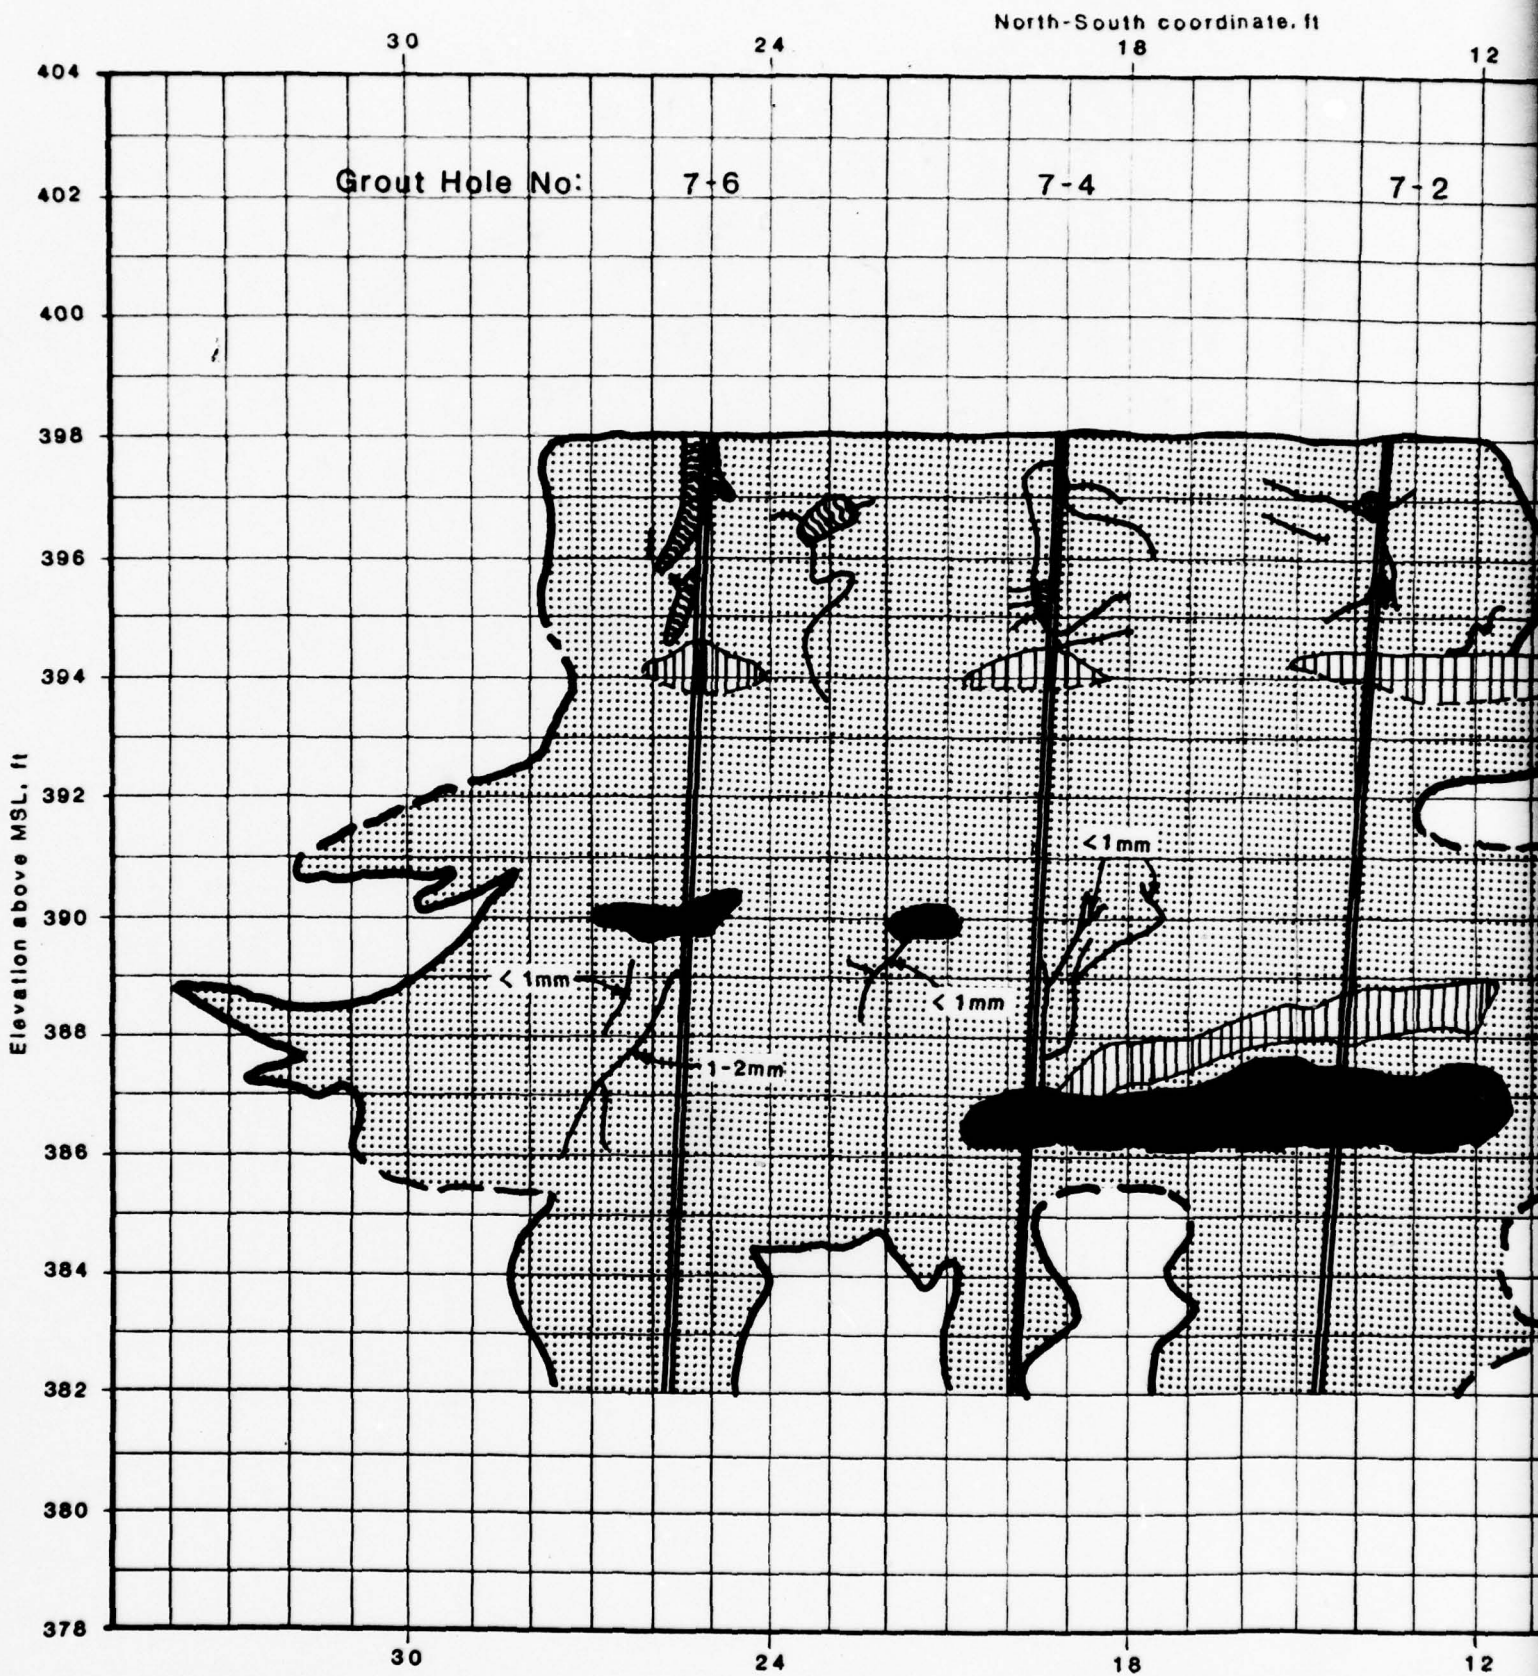 North-South coordinate, ft
30 24 18 12
404
402
400
398
396
394
392
390
388
386
384
382
380
378
Elevation above MSL, ft
Grout Hole No: 7-6 7-4 7-2
<1mm
<1mm
<1mm
1-2mm
30 24 18 12